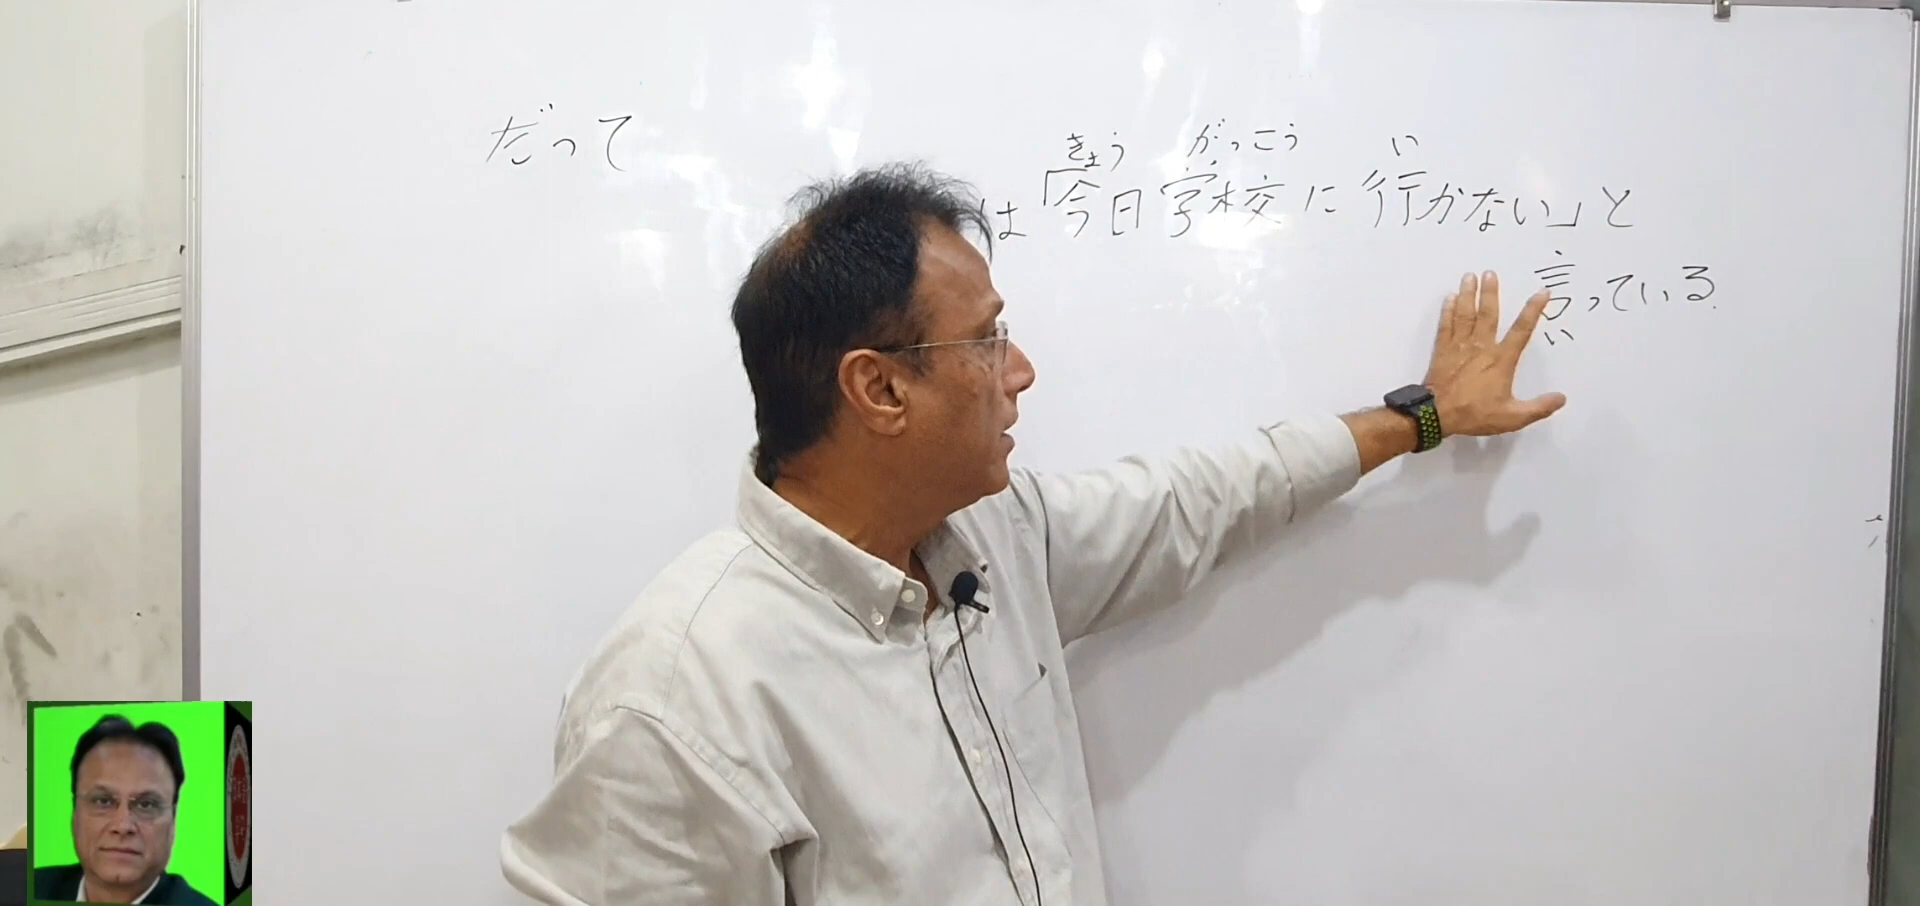 だって
きょう がっこう い
は「今日学校に行かない」と
言っている
い